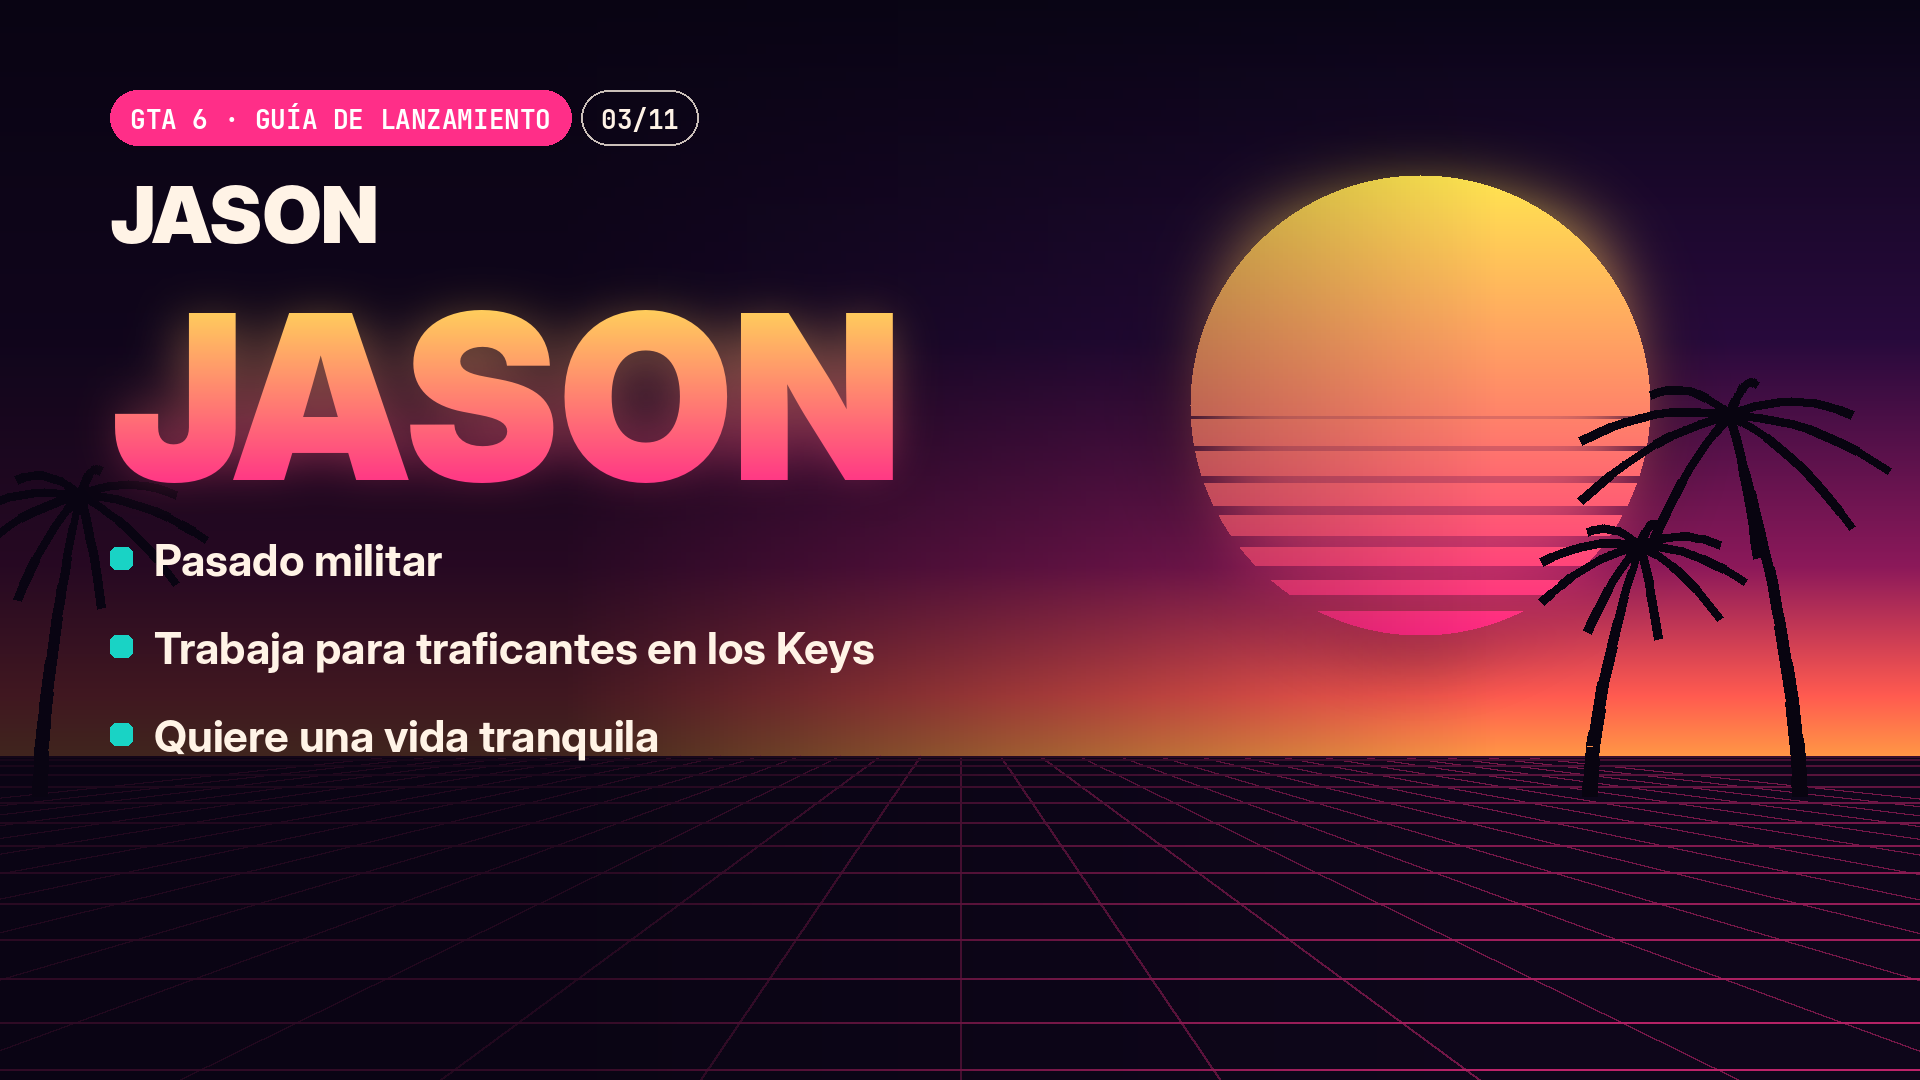 GTA 6 · GUÍA DE LANZAMIENTO 03/11
JASON
JASON
Pasado militar
Trabaja para traficantes en los Keys
Quiere una vida tranquila